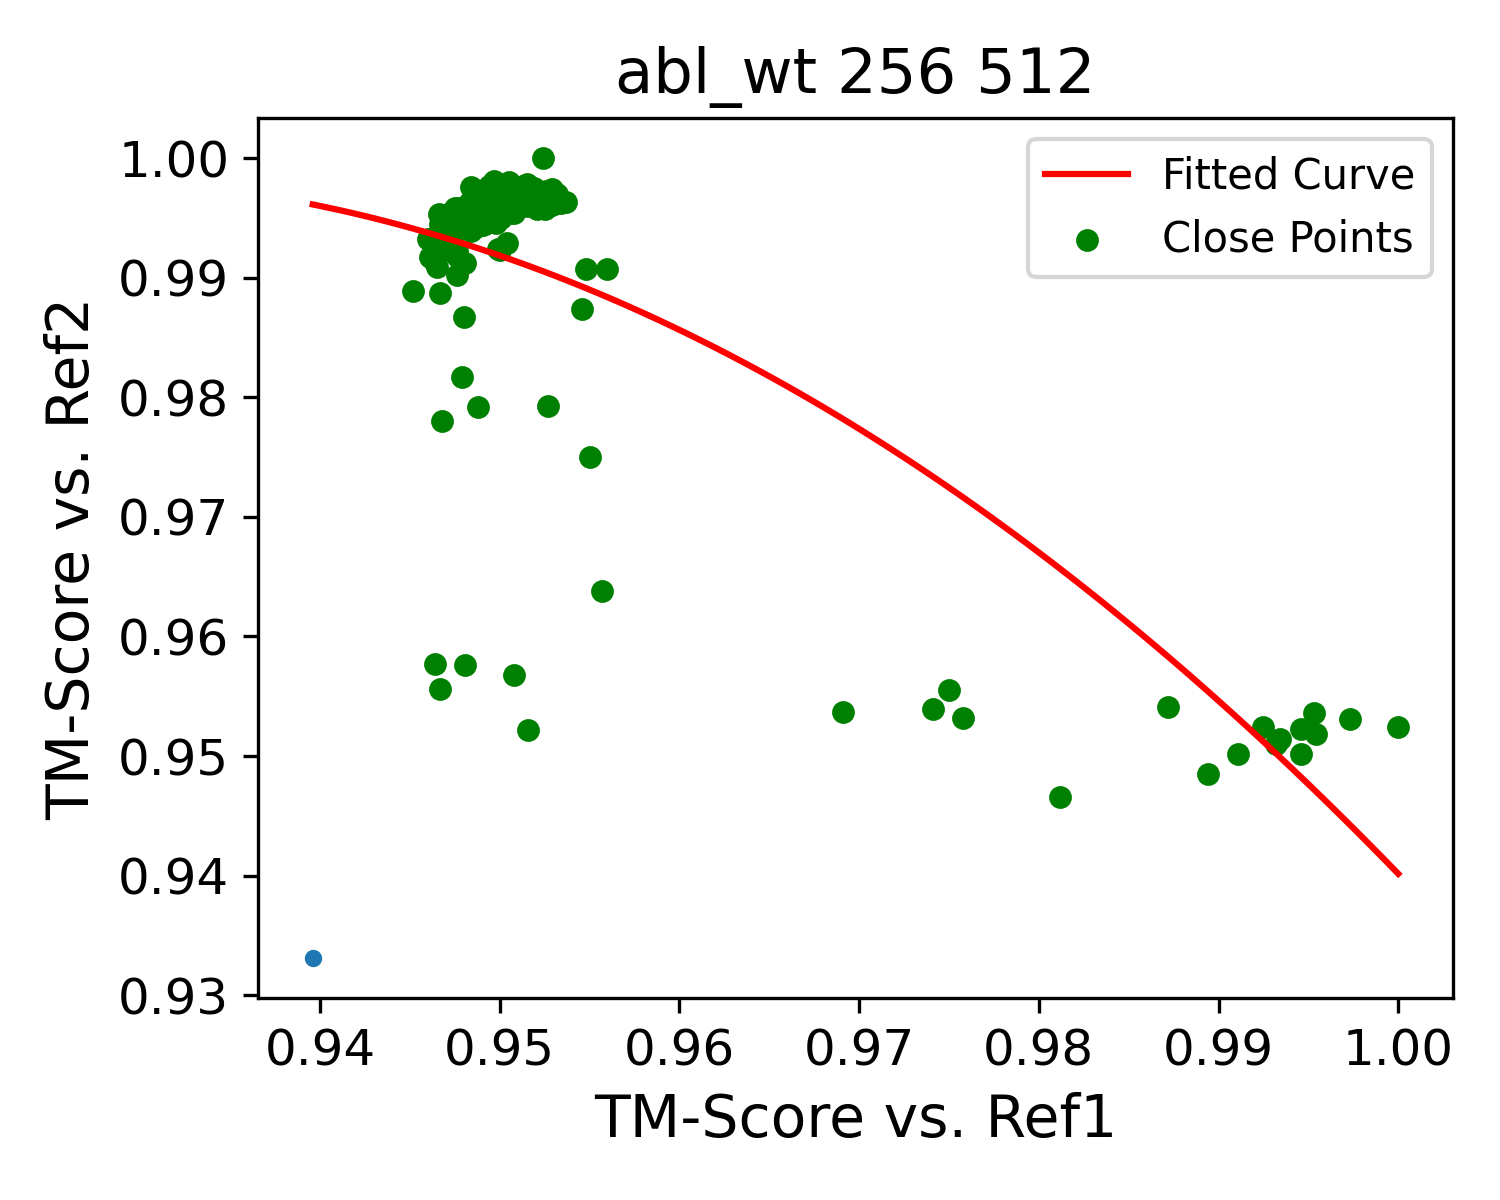 abl_wt 256 512
Fitted Curve
Close Points
TM-Score vs. Ref2
1.00
0.99
0.98
0.97
0.96
0.95
0.94
0.93
0.94 0.95 0.96 0.97 0.98 0.99 1.00
TM-Score vs. Ref1